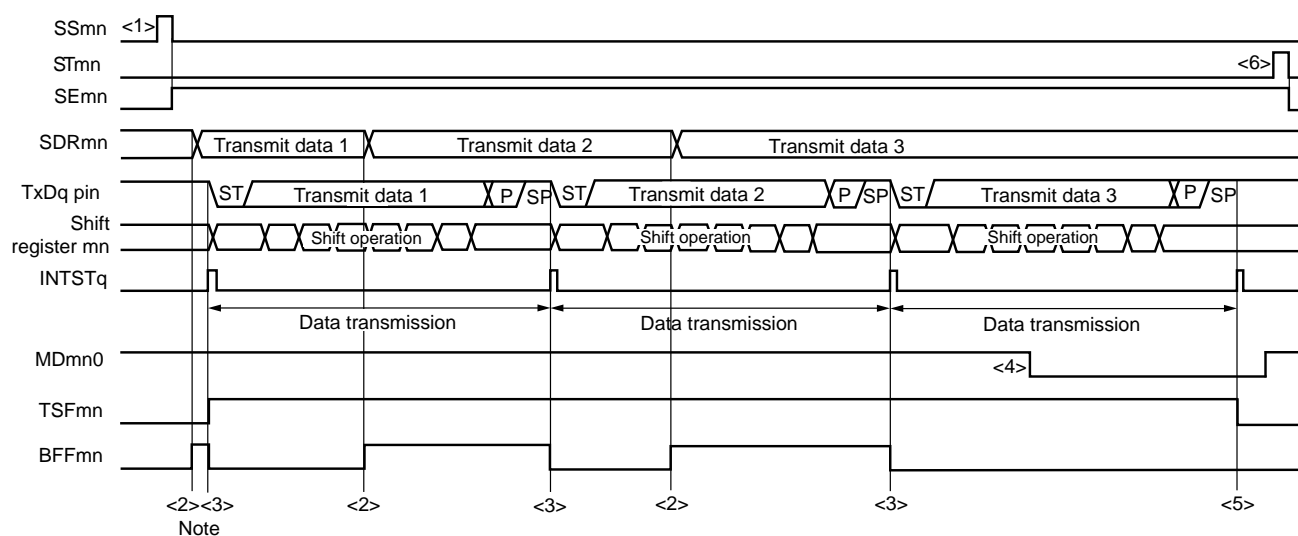 SSmn <1>
STmn <6>
SEmn
SDRmn Transmit data 1 Transmit data 2 Transmit data 3
TxDq pin ST Transmit data 1 P SP ST Transmit data 2 P SP ST Transmit data 3 P SP
Shift
register mn Shift operation Shift operation Shift operation
INTSTq
Data transmission Data transmission Data transmission
MDmn0 <4>
TSFmn
BFFmn
<2><3> <2> <3> <2> <3> <5>
Note